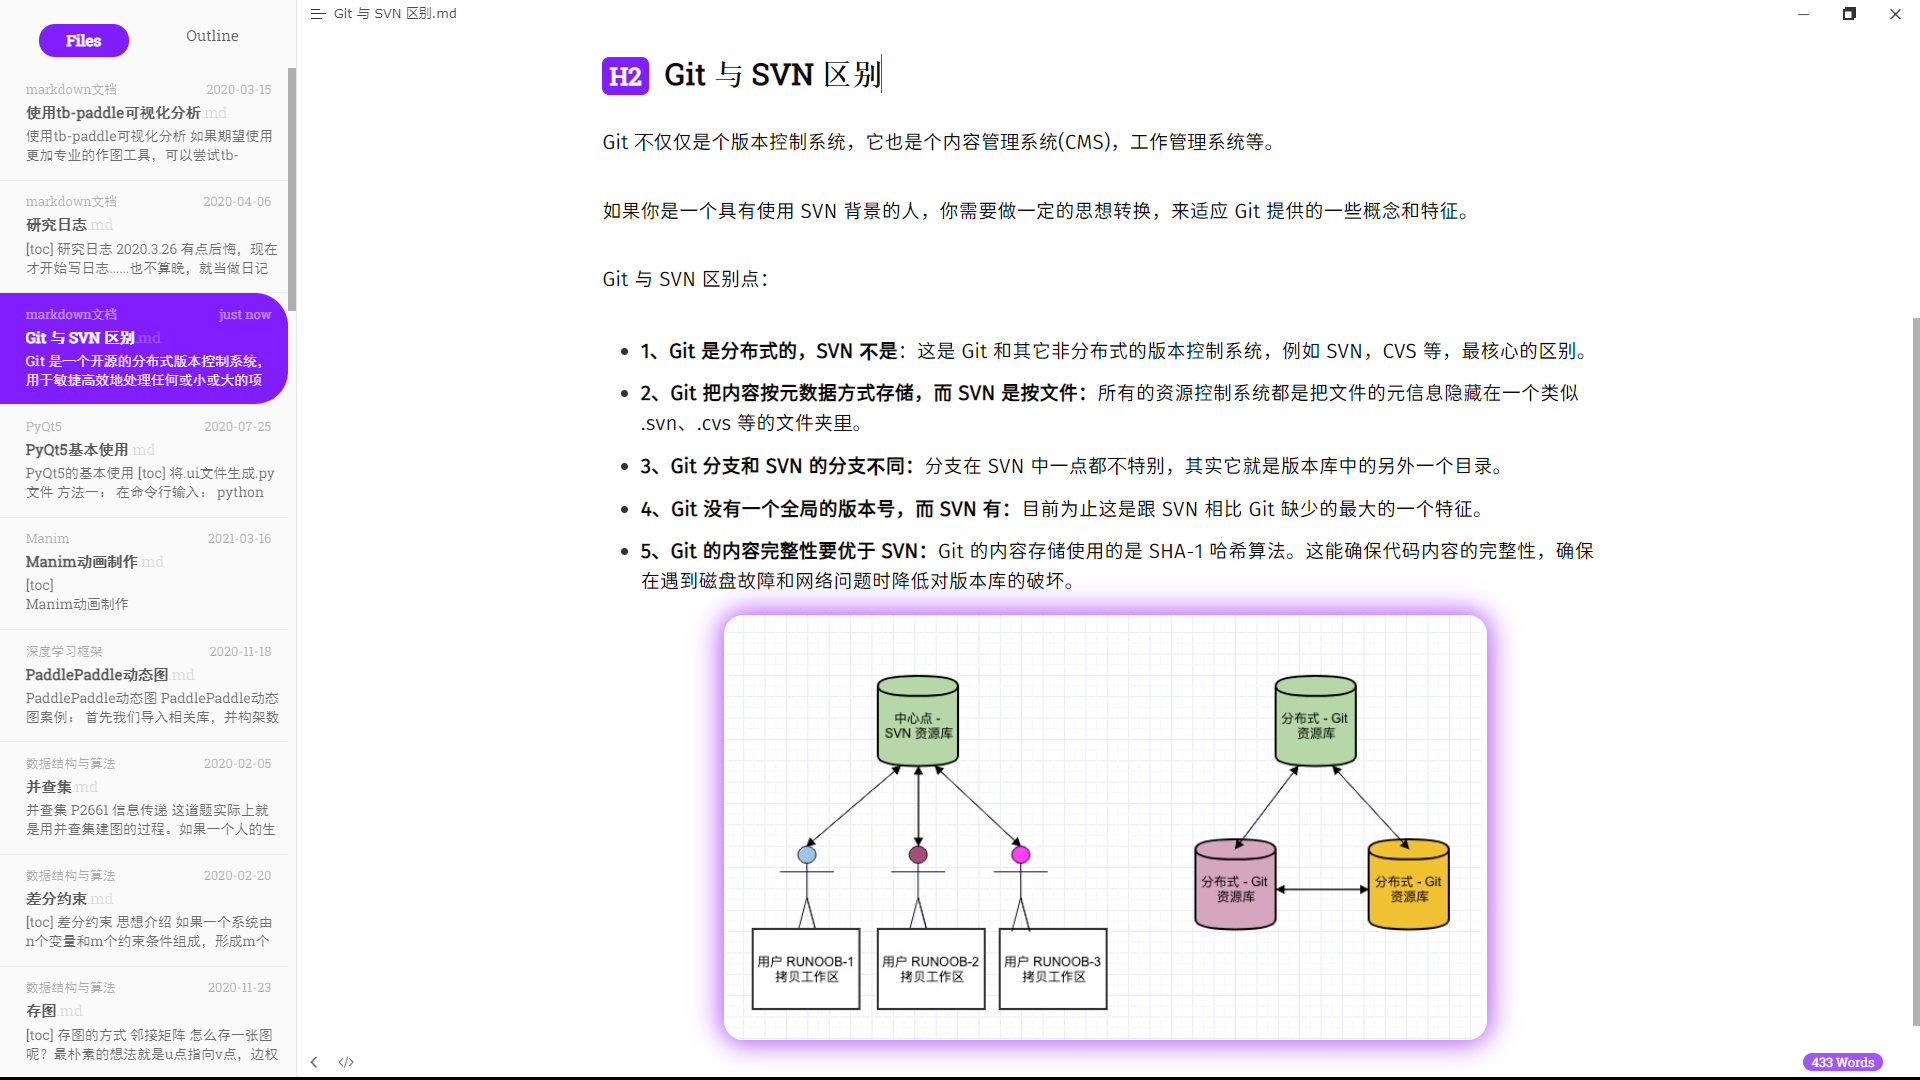 Files
Outline
markdown文档 2020-03-15
使用tb-paddle可视化分析.md
使用tb-paddle可视化分析 如果期望使用
更加专业的作图工具，可以尝试tb-
markdown文档 2020-04-06
研究日志.md
[toc] 研究日志 2020.3.26 有点后悔，现在
才开始写日志......也不算晚，就当做日记
markdown文档 just now
Git 与 SVN 区别.md
Git 是一个开源的分布式版本控制系统，
用于敏捷高效地处理任何或小或大的项
PyQt5 2020-07-25
PyQt5基本使用.md
PyQt5的基本使用 [toc] 将.ui文件生成.py
文件 方法一： 在命令行输入： python
Manim 2021-03-16
Manim动画制作.md
[toc]
Manim动画制作
深度学习框架 2020-11-18
PaddlePaddle动态图.md
PaddlePaddle动态图 PaddlePaddle动态
图案例： 首先我们导入相关库，并构架数
数据结构与算法 2020-02-05
并查集.md
并查集 P2661 信息传递 这道题实际上就
是用并查集建图的过程。如果一个人的生
数据结构与算法 2020-02-20
差分约束.md
[toc] 差分约束 思想介绍 如果一个系统由
n个变量和m个约束条件组成，形成m个
数据结构与算法 2020-11-23
存图.md
[toc] 存图的方式 邻接矩阵 怎么存一张图
呢？最朴素的想法就是u点指向v点，边权
Git 与 SVN 区别.md
H2 Git 与 SVN 区别
Git 不仅仅是个版本控制系统，它也是个内容管理系统(CMS)，工作管理系统等。
如果你是一个具有使用 SVN 背景的人，你需要做一定的思想转换，来适应 Git 提供的一些概念和特征。
Git 与 SVN 区别点：
1、Git 是分布式的，SVN 不是：这是 Git 和其它非分布式的版本控制系统，例如 SVN，CVS 等，最核心的区别。
2、Git 把内容按元数据方式存储，而 SVN 是按文件：所有的资源控制系统都是把文件的元信息隐藏在一个类似
.svn、.cvs 等的文件夹里。
3、Git 分支和 SVN 的分支不同：分支在 SVN 中一点都不特别，其实它就是版本库中的另外一个目录。
4、Git 没有一个全局的版本号，而 SVN 有：目前为止这是跟 SVN 相比 Git 缺少的最大的一个特征。
5、Git 的内容完整性要优于 SVN：Git 的内容存储使用的是 SHA-1 哈希算法。这能确保代码内容的完整性，确保
在遇到磁盘故障和网络问题时降低对版本库的破坏。
中心点 -
SVN 资源库
用户 RUNOOB-1
拷贝工作区
用户 RUNOOB-2
拷贝工作区
用户 RUNOOB-3
拷贝工作区
分布式 - Git
资源库
分布式 - Git
资源库
分布式 - Git
资源库
433 Words